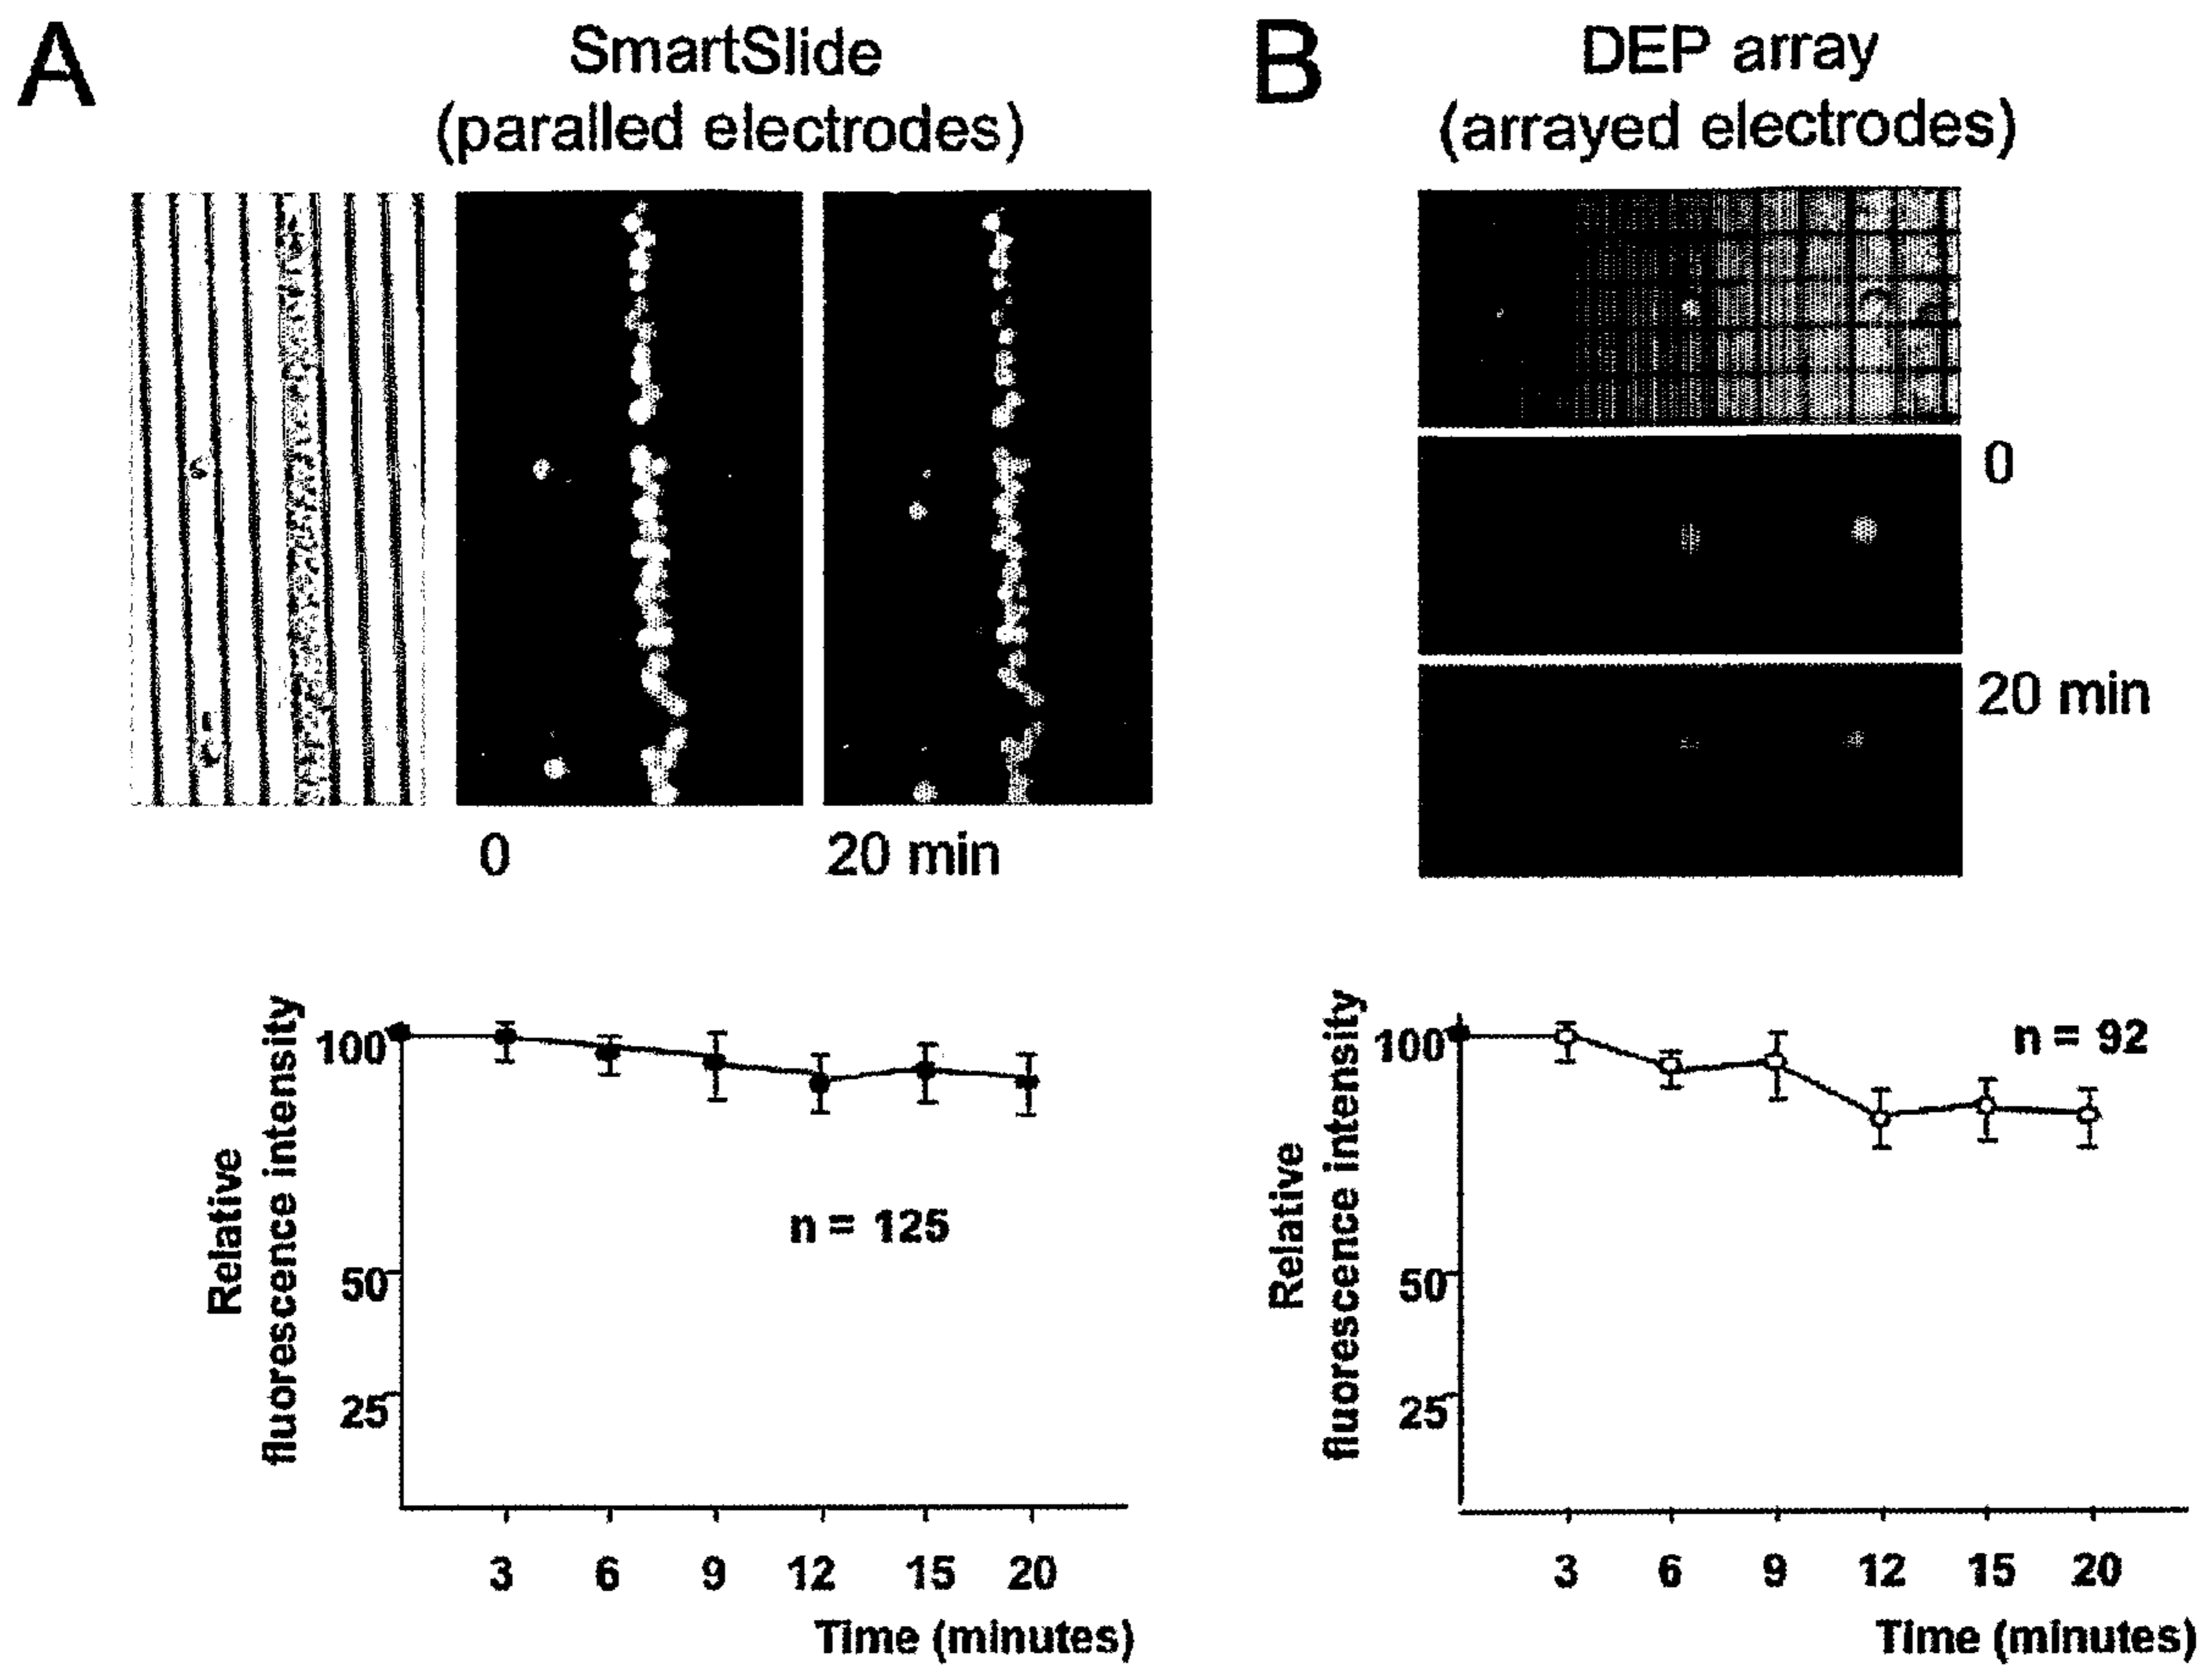 A
SmartSlide
(paralled electrodes)
0
20 min
Relative
fluorescence intensity
100
50
25
n = 125
3 6 9 12 15 20
Time (minutes)
B
DEP array
(arrayed electrodes)
0
20 min
Relative
fluorescence intensity
100
50
25
n = 92
3 6 9 12 15 20
Time (minutes)